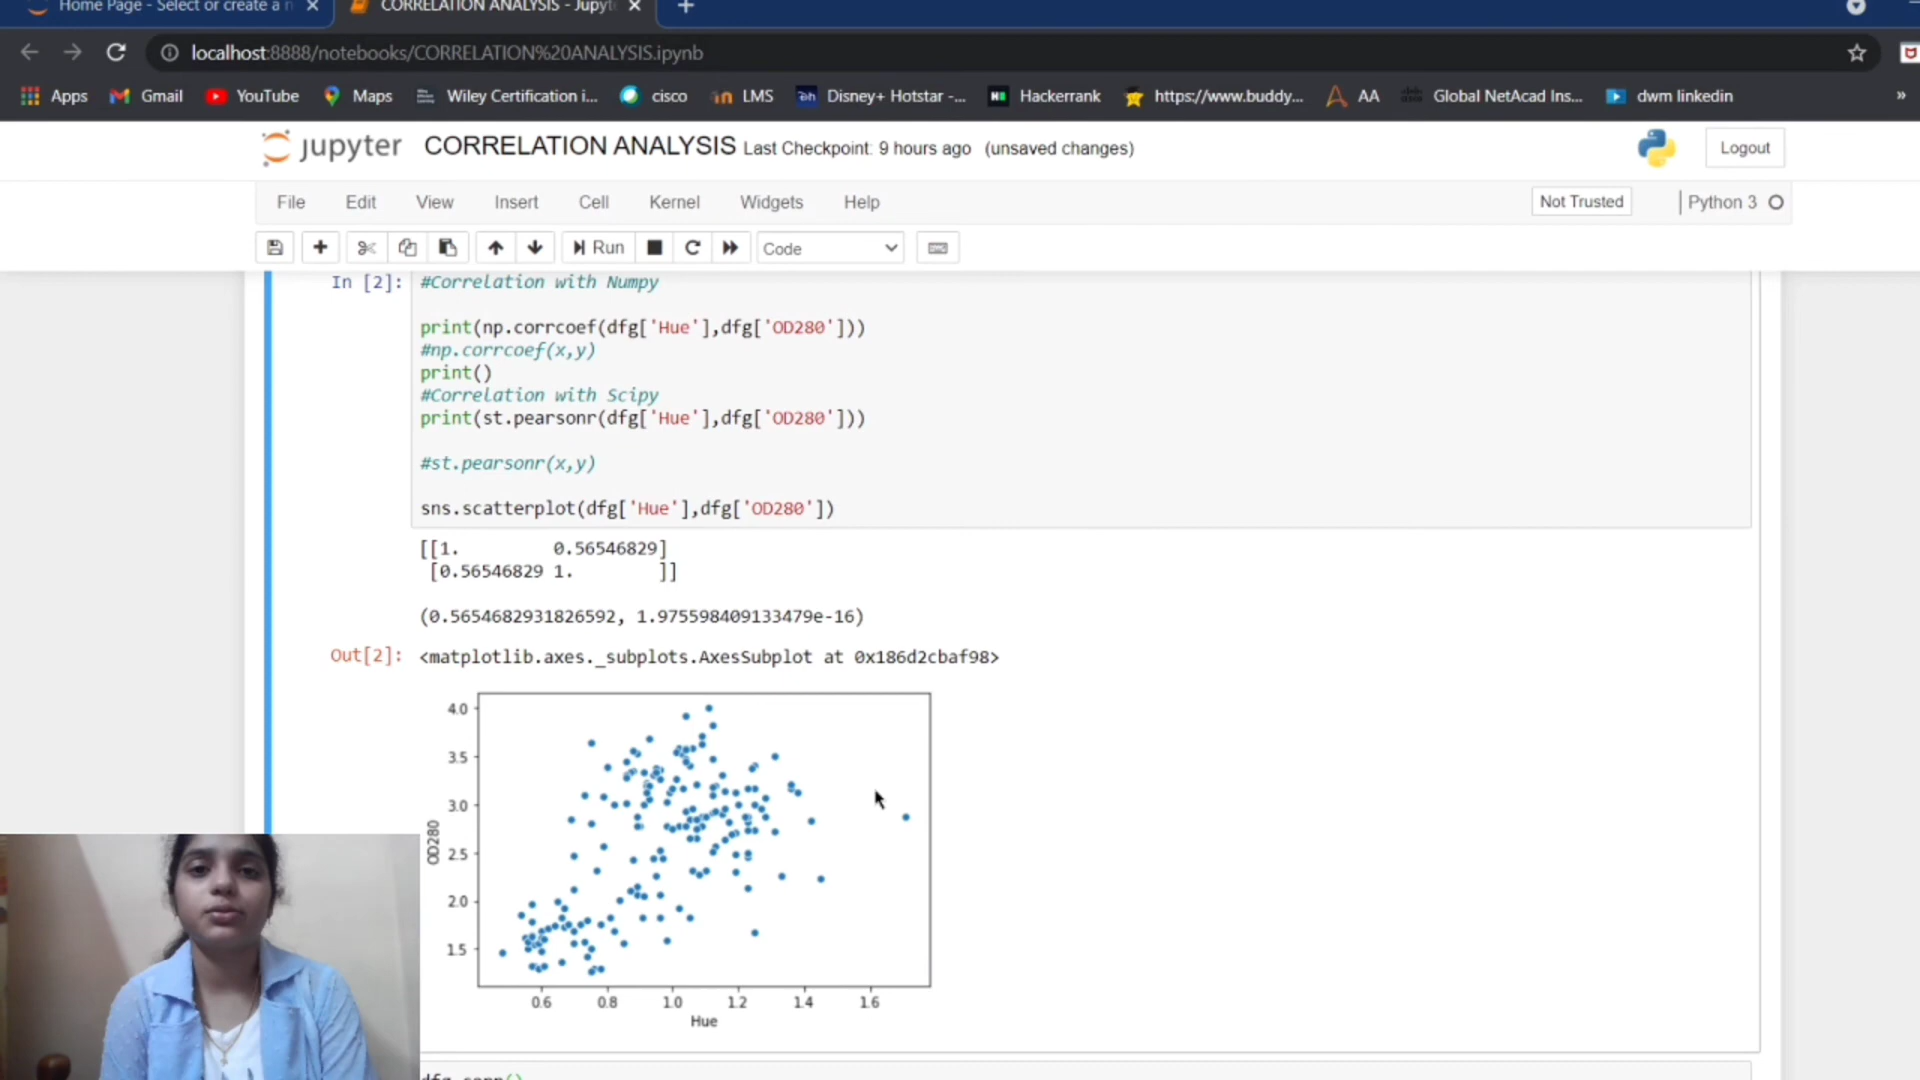 Home Page - Select or create a n
CORRELATION ANALYSIS - Jupyt
localhost:8888/notebooks/CORRELATION%20ANALYSIS.ipynb
Apps Gmail YouTube Maps Wiley Certification i... cisco LMS Disney+ Hotstar -... Hackerrank https://www.buddy... AA Global NetAcad Ins... dwm linkedin »
jupyter CORRELATION ANALYSIS Last Checkpoint: 9 hours ago (unsaved changes) Logout
File Edit View Insert Cell Kernel Widgets Help Not Trusted Python 3
Run Code
In [2]: #Correlation with Numpy
print(np.corrcoef(dfg['Hue'],dfg['OD280']))
#np.corrcoef(x,y)
print()
#Correlation with Scipy
print(st.pearsonr(dfg['Hue'],dfg['OD280']))
#st.pearsonr(x,y)
sns.scatterplot(dfg['Hue'],dfg['OD280'])
[[1. 0.56546829]
[0.56546829 1. ]]
(0.5654682931826592, 1.975598409133479e-16)
Out[2]: <matplotlib.axes._subplots.AxesSubplot at 0x186d2cbaf98>
4.0
3.5
3.0
OD280
2.5
2.0
1.5
0.6 0.8 1.0 1.2 1.4 1.6
Hue